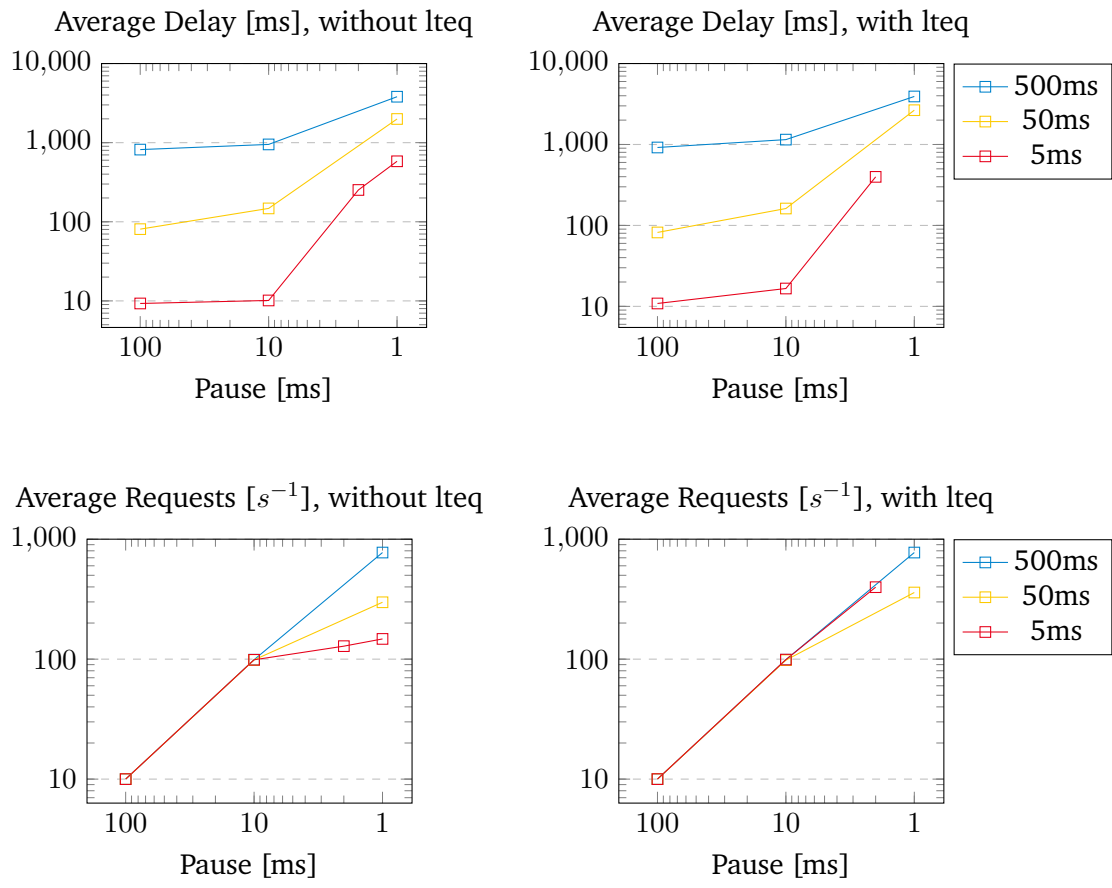 Average Delay [ms], without lteq
10,000
1,000
100
10
100 10 1
Pause [ms]
Average Delay [ms], with lteq
10,000
1,000
100
10
100 10 1
Pause [ms]
500ms
50ms
5ms
Average Requests [s⁻¹], without lteq
1,000
100
10
100 10 1
Pause [ms]
Average Requests [s⁻¹], with lteq
1,000
100
10
100 10 1
Pause [ms]
500ms
50ms
5ms